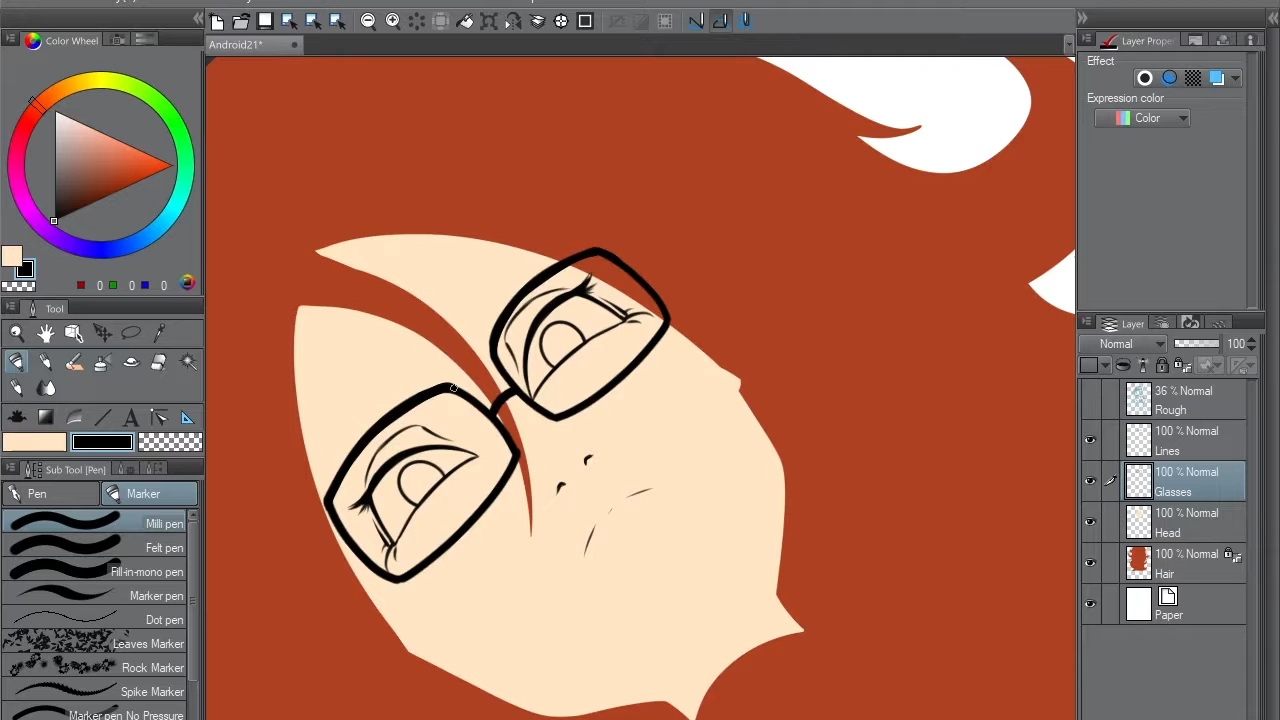 Color Wheel
Android21*
Layer Proper
Effect
Expression color
Color
0 0 0
Tool
Layer
Normal 100
36 % Normal
Rough
100 % Normal
Lines
100 % Normal
Glasses
100 % Normal
Head
100 % Normal
Hair
Paper
Sub Tool [Pen]
Pen
Marker
Milli pen
Felt pen
Fill-in-mono pen
Marker pen
Dot pen
Leaves Marker
Rock Marker
Spike Marker
Marker pen No Pressure